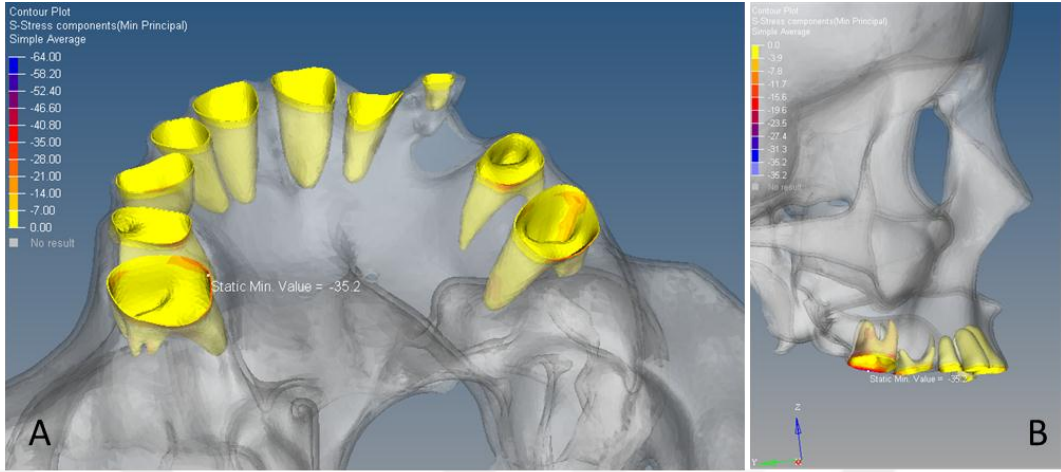 Contour Plot
S-Stress components(Min Principal)
Simple Average
-64.00
-58.20
-52.40
-46.60
-40.80
-35.00
-28.00
-21.00
-14.00
-7.00
0.00
No result
Static Min. Value = -35.2
A
Contour Plot
S-Stress components(Min Principal)
Simple Average
0.0
-3.9
-7.8
-11.7
-15.6
-19.6
-23.5
-27.4
-31.3
-35.2
-35.2
No result
Static Min. Value = -35.2
Z
Y
B